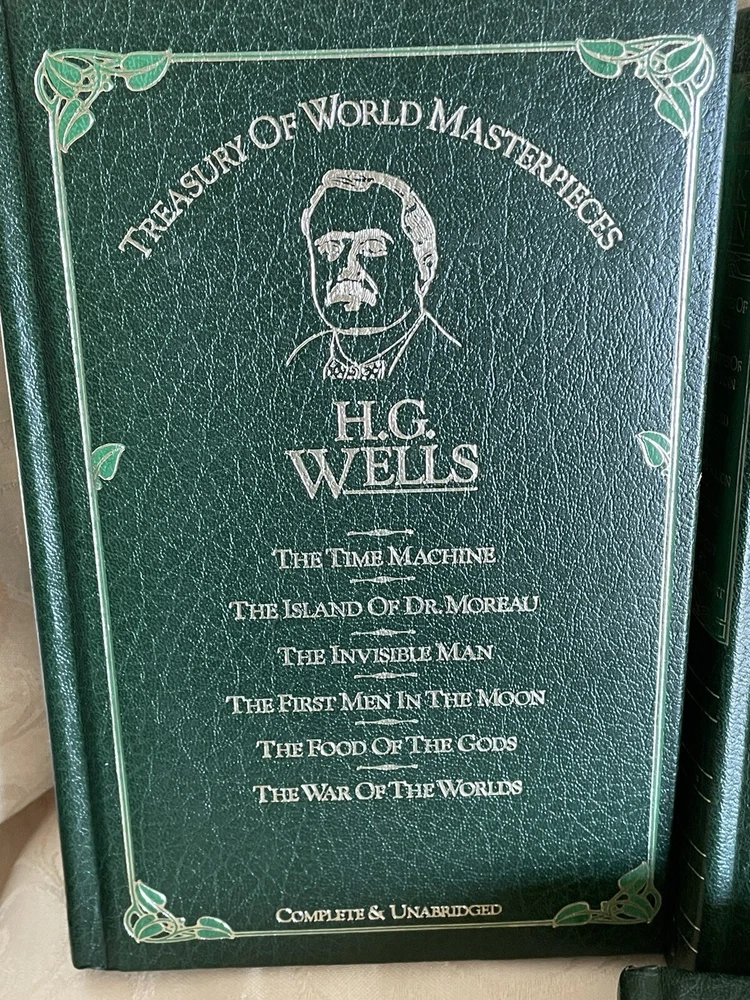 Treasury Of World Masterpieces
H.G.
Wells
The Time Machine
The Island Of Dr. Moreau
The Invisible Man
The First Men In The Moon
The Food Of The Gods
The War Of The Worlds
Complete & Unabridged